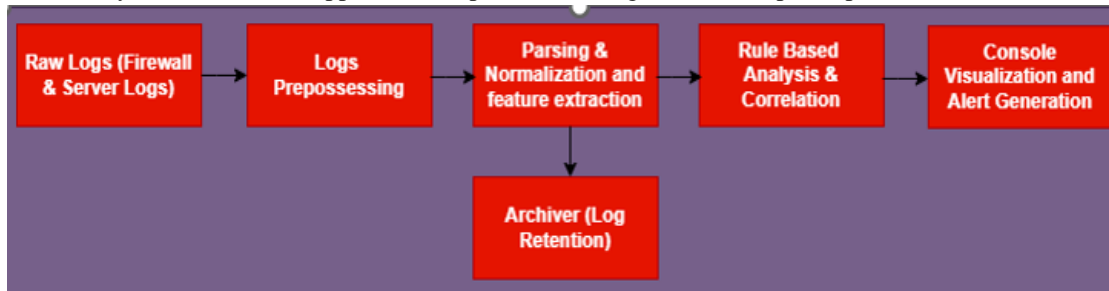 Raw Logs (Firewall
& Server Logs)
Logs
Prepossessing
Parsing &
Normalization and
feature extraction
Rule Based
Analysis &
Correlation
Console
Visualization and
Alert Generation
Archiver (Log
Retention)